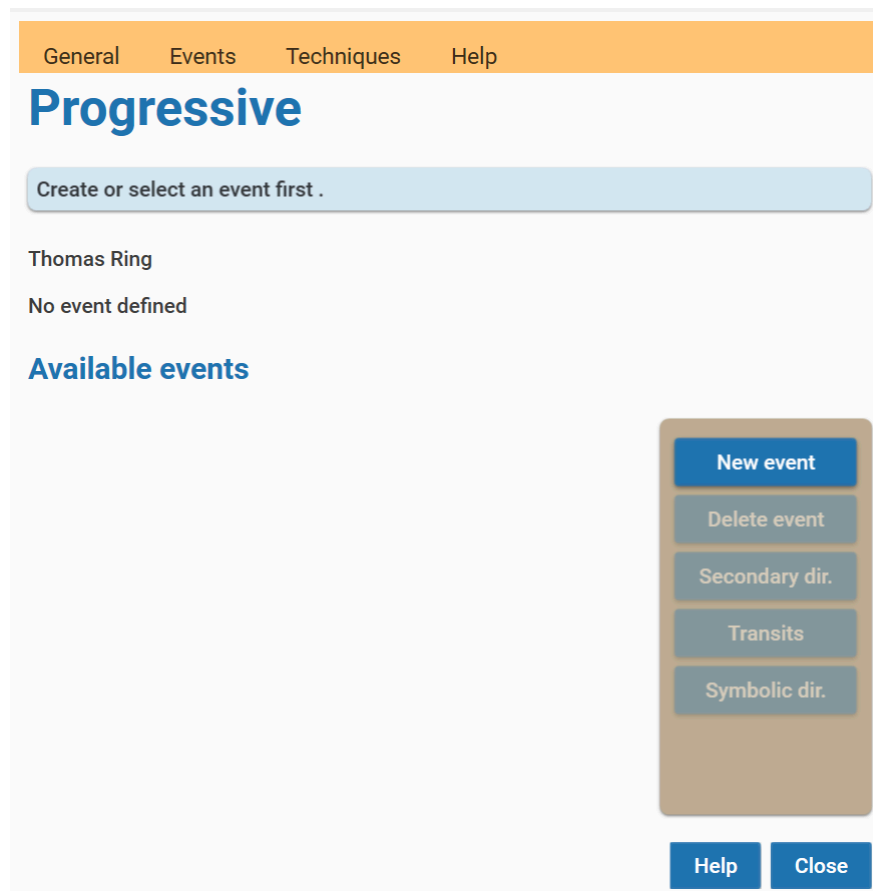 General Events Techniques Help
Progressive
Create or select an event first .
Thomas Ring
No event defined
Available events
New event
Delete event
Secondary dir.
Transits
Symbolic dir.
Help Close